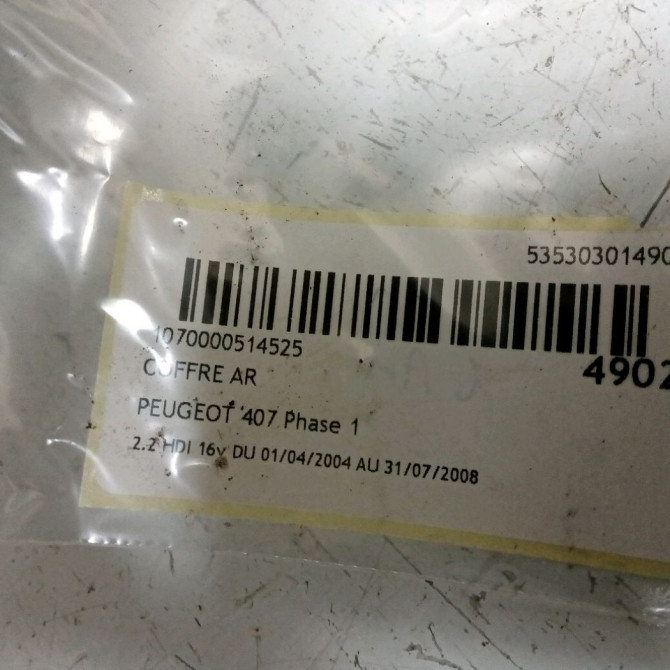 53530301490
1070000514525
4902
COFFRE AR
PEUGEOT 407 Phase 1
2.2 HDI 16v DU 01/04/2004 AU 31/07/2008